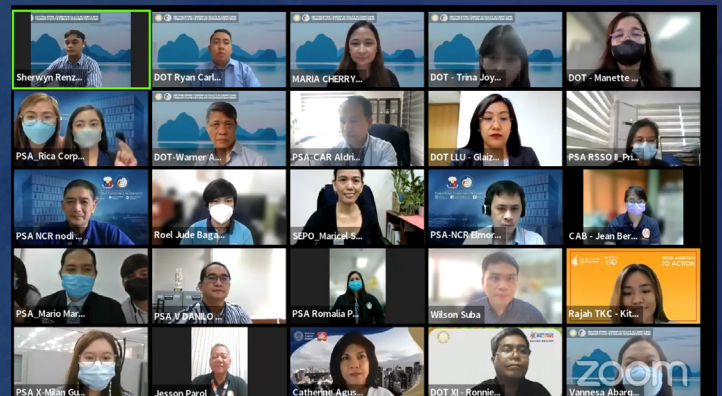 Sherwyn Renz...
DOT Ryan Carl...
MARIA CHERRY...
DOT - Trina Joy...
DOT - Manette ...
PSA_Rica Corp...
DOT-Warner A...
PSA-CAR Aldri...
DOT LLU - Glaiz...
PSA RSSO II_Pri...
PSA NCR nodi ...
Roel Jude Baga...
SEPO_Maricel S...
PSA-NCR Elmor...
CAB - Jean Ber...
PSA_Mario Mar...
PSA_V DANILO ...
PSA Romalia P...
Wilson Suba
FROM AMBITION
TO ACTION
Rajah TKC - Kit...
PSA X-Milan Gu...
Jesson Parol
Catherine Agus...
DOT XI - Ronnie...
Vannesa Abarq...
zoom